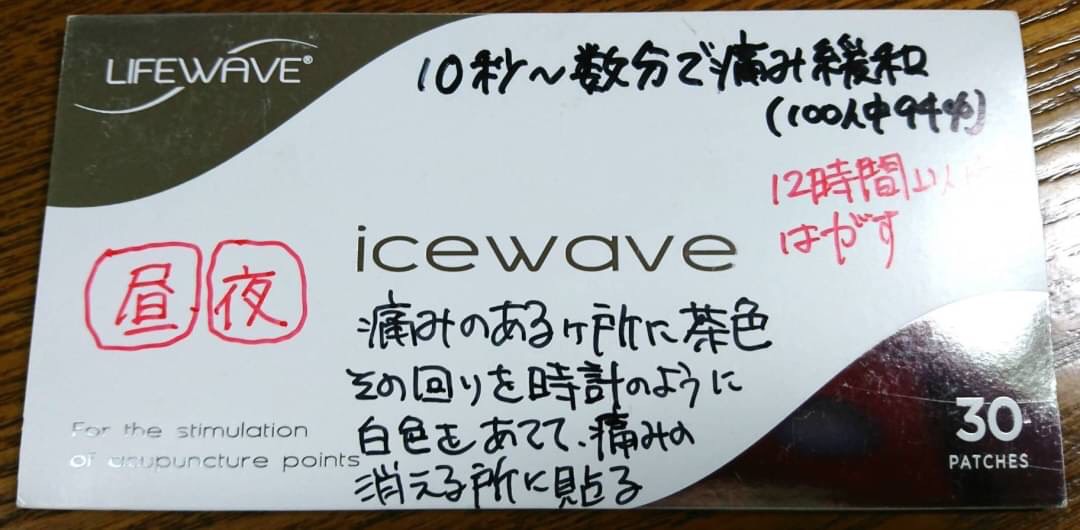 LIFEWAVE®
10秒～数分で痛み緩和
(100人中94%)
12時間以内
はがす
icewave
昼 夜
痛みのあるヶ所に茶色
その回りを時計のように
白色をあてて、痛みの
消える所に貼る
For the stimulation
of acupuncture points
30
PATCHES